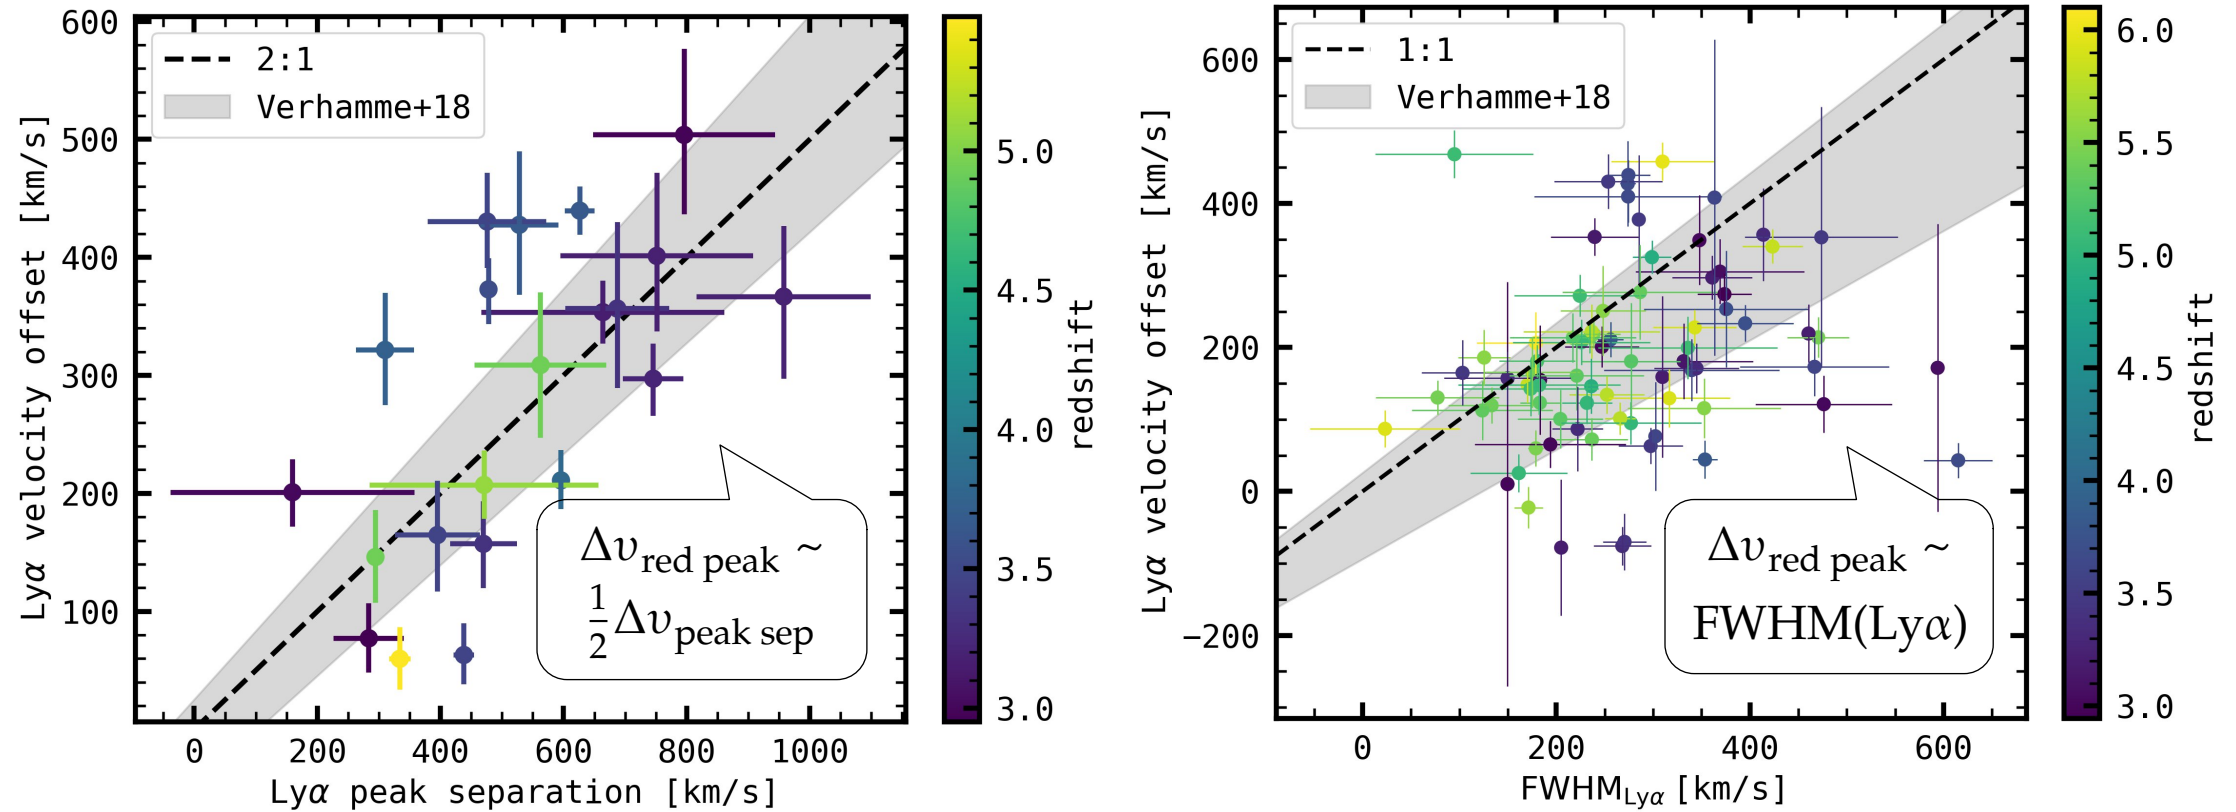 2:1
Verhamme+18
600
500
400
300
200
100
Lyα velocity offset [km/s]
0 200 400 600 800 1000
Lyα peak separation [km/s]
Δυred peak ~
1/2 Δυpeak sep
5.0
4.5
4.0
3.5
3.0
redshift
1:1
Verhamme+18
600
400
200
0
−200
Lyα velocity offset [km/s]
0 200 400 600
FWHMLyα [km/s]
Δυred peak ~
FWHM(Lyα)
6.0
5.5
5.0
4.5
4.0
3.5
3.0
redshift